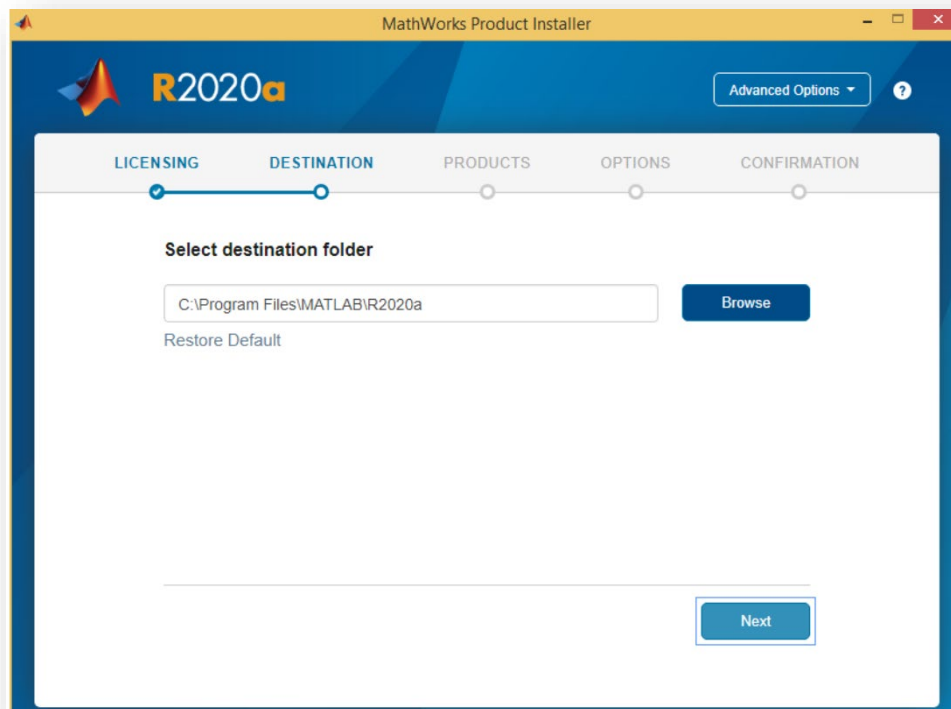 MathWorks Product Installer
R2020a
Advanced Options
?
LICENSING DESTINATION PRODUCTS OPTIONS CONFIRMATION
Select destination folder
C:\Program Files\MATLAB\R2020a
Browse
Restore Default
Next